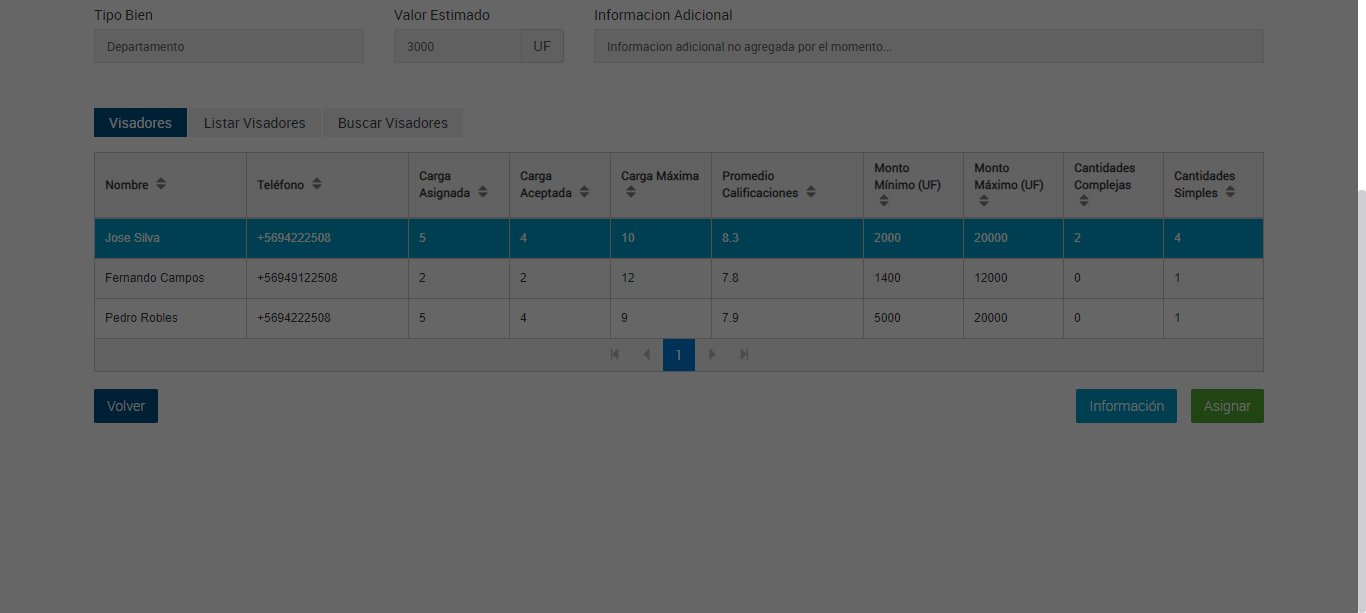 Tipo Bien Valor Estimado Informacion Adicional
Departamento 3000 UF Informacion adicional no agregada por el momento...
Visadores Listar Visadores Buscar Visadores
Nombre Teléfono Carga Asignada Carga Aceptada Carga Máxima Promedio Calificaciones Monto Mínimo (UF) Monto Máximo (UF) Cantidades Complejas Cantidades Simples
Jose Silva +5694222508 5 4 10 8.3 2000 20000 2 4
Fernando Campos +56949122508 2 2 12 7.8 1400 12000 0 1
Pedro Robles +5694222508 5 4 9 7.9 5000 20000 0 1
1
Volver Información Asignar